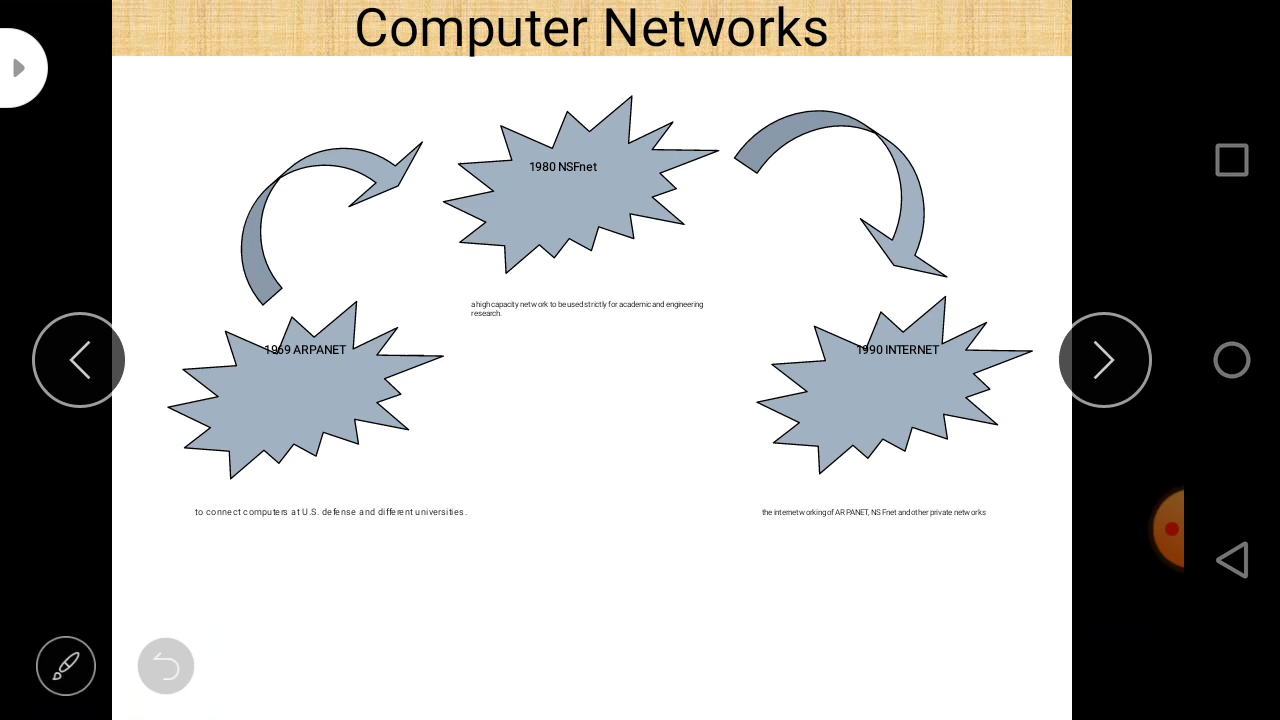 Computer Networks
1980 NSFnet
a high capacity network to be used strictly for academic and engineering
research.
1969 ARPANET
1990 INTERNET
to connect computers at U.S. defense and different universities.
the internetworking of ARPANET, NSFnet and other private networks